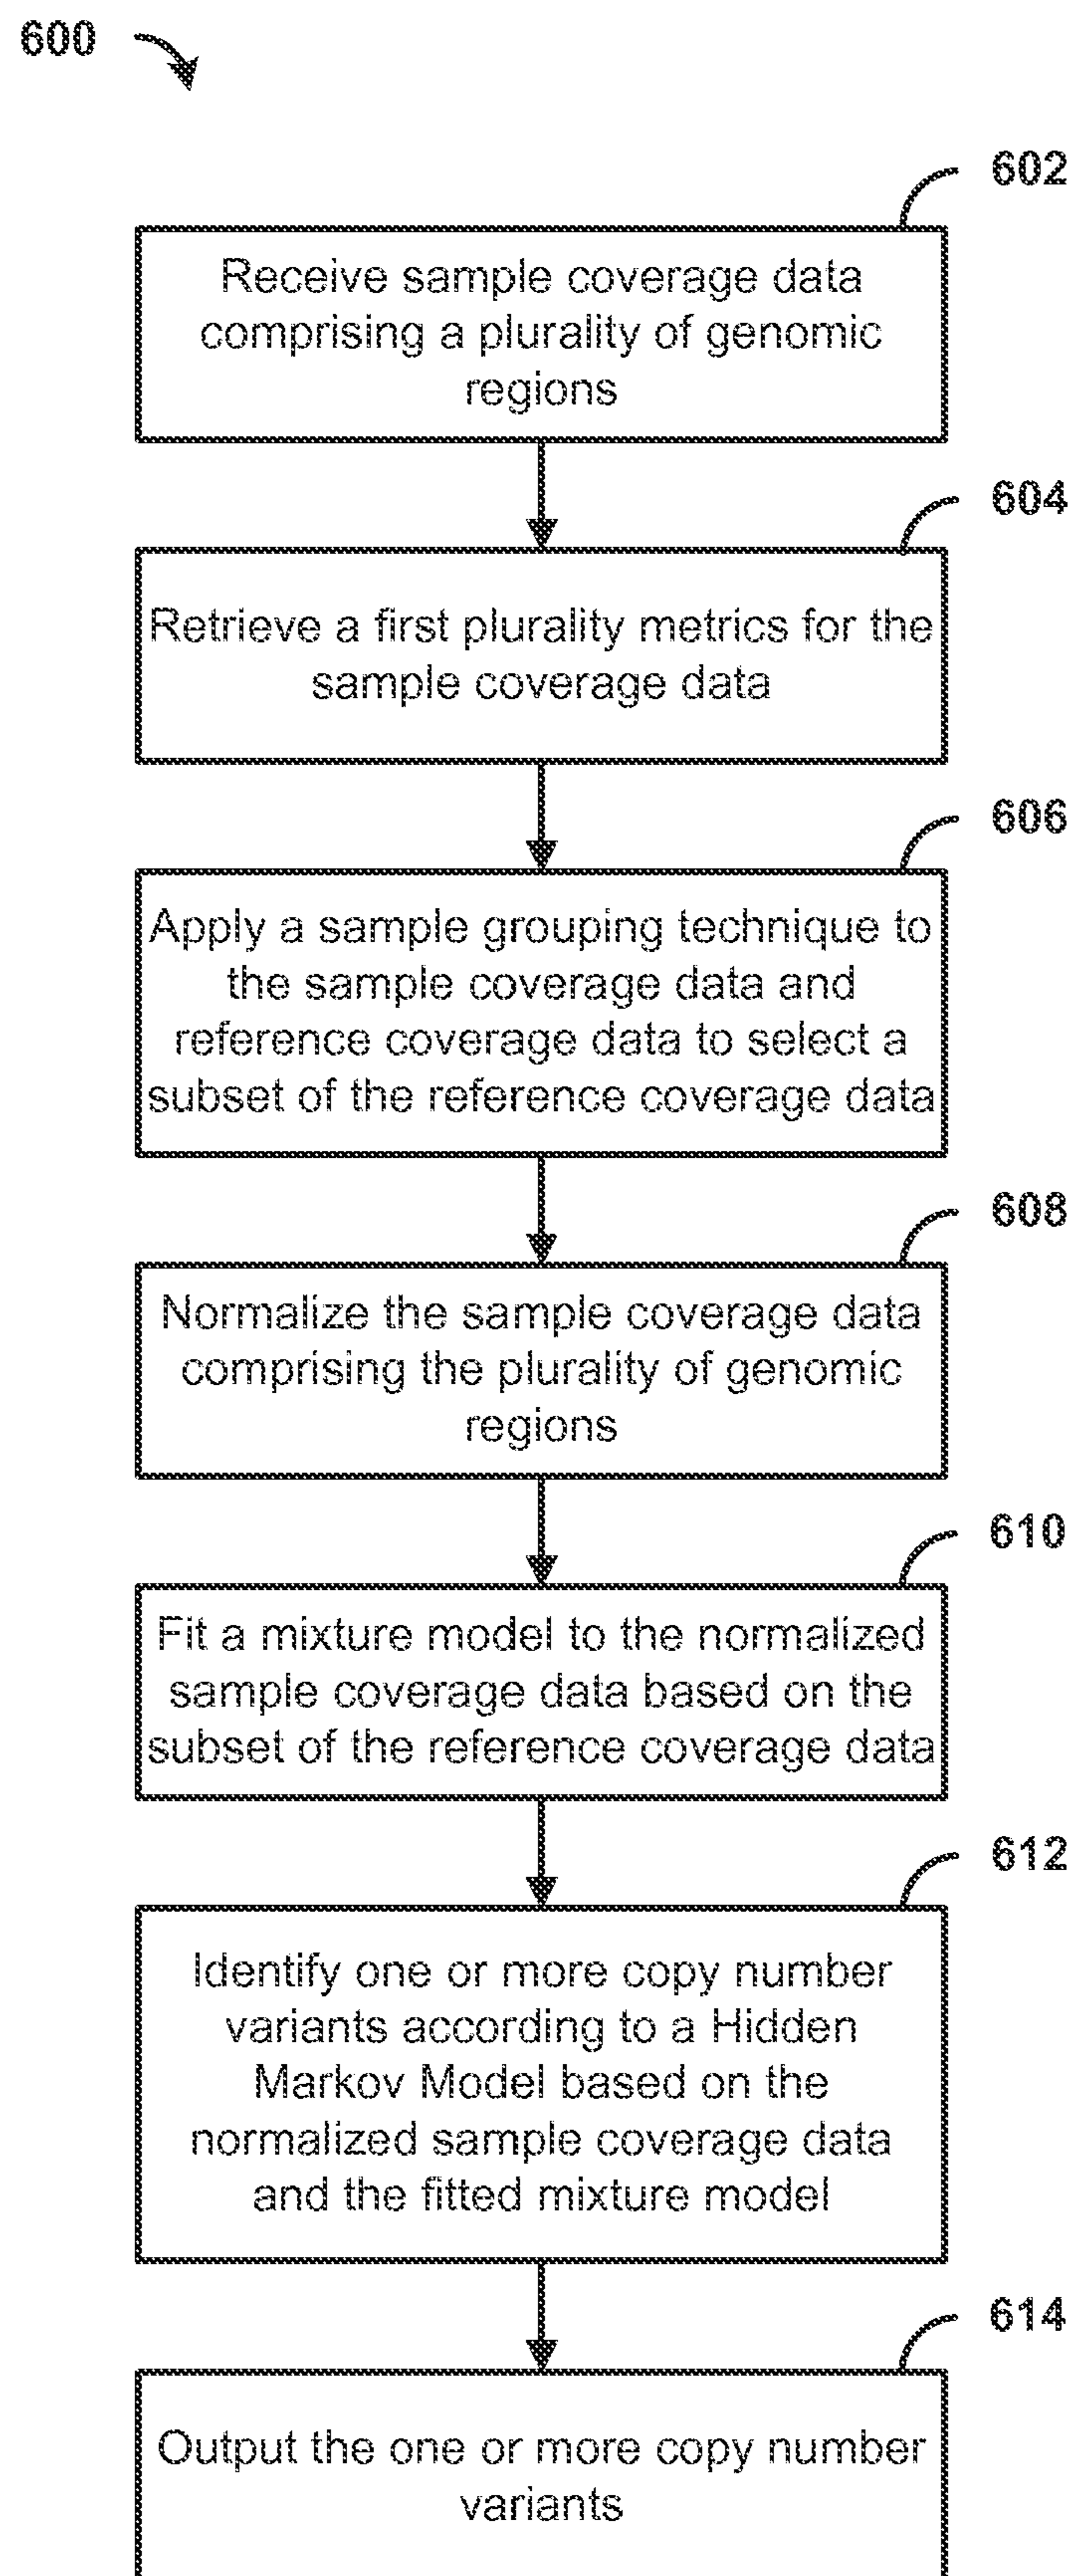 600
602
Receive sample coverage data
comprising a plurality of genomic
regions
604
Retrieve a first plurality metrics for the
sample coverage data
606
Apply a sample grouping technique to
the sample coverage data and
reference coverage data to select a
subset of the reference coverage data
608
Normalize the sample coverage data
comprising the plurality of genomic
regions
610
Fit a mixture model to the normalized
sample coverage data based on the
subset of the reference coverage data
612
Identify one or more copy number
variants according to a Hidden
Markov Model based on the
normalized sample coverage data
and the fitted mixture model
614
Output the one or more copy number
variants